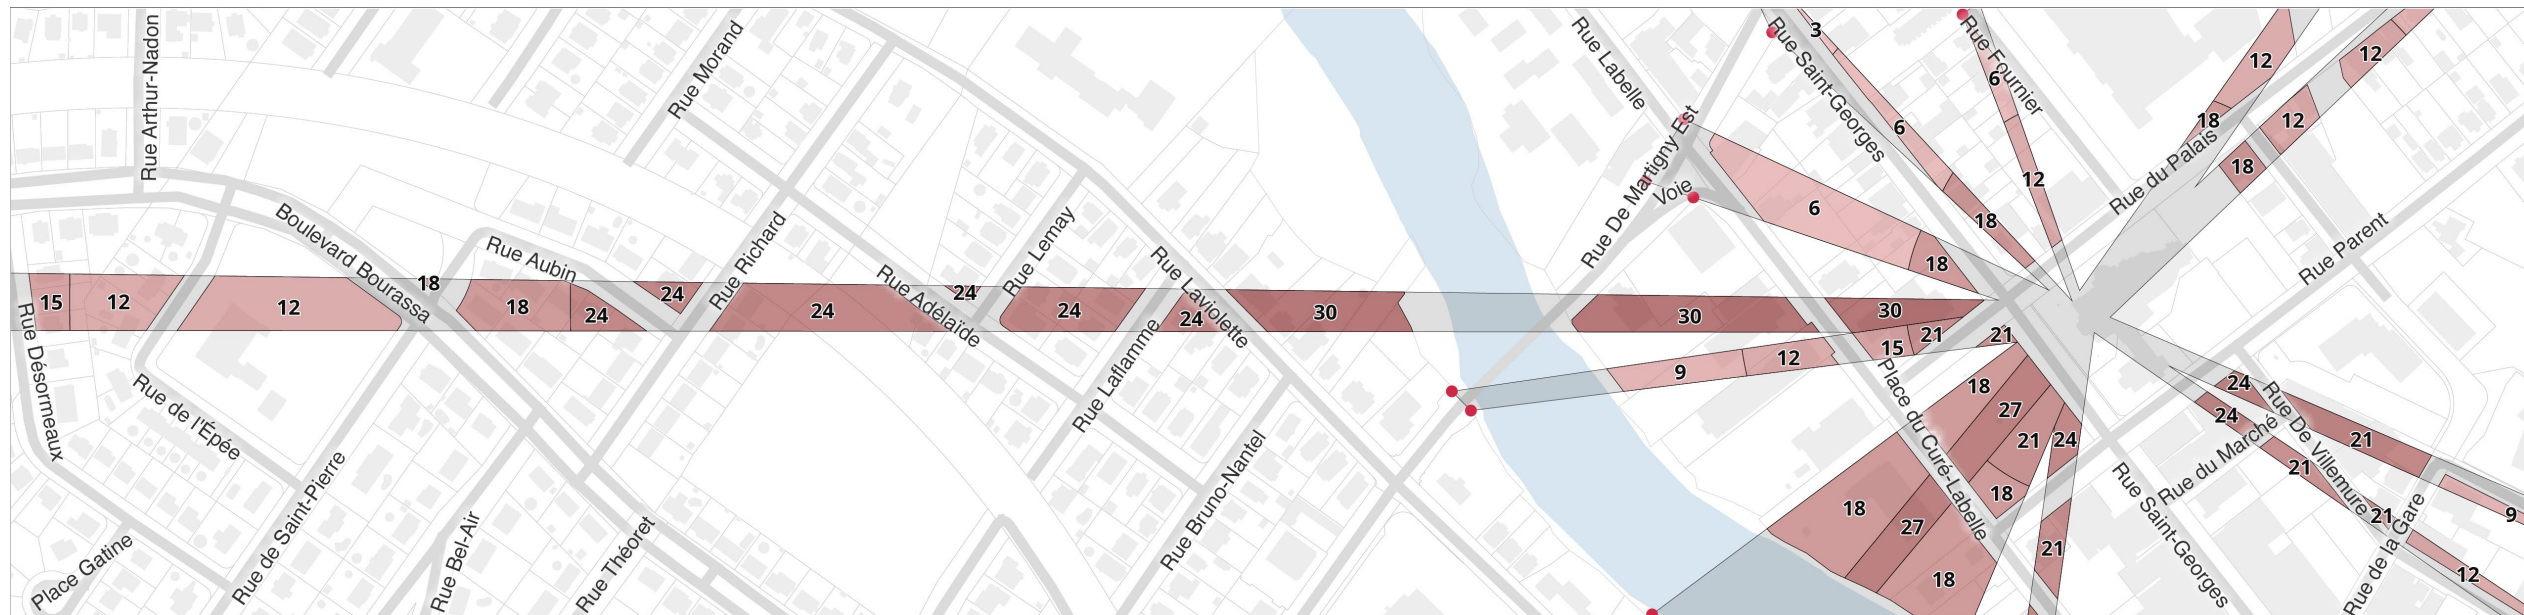 Rue Arthur-Nadon
Rue Morand
Rue Labelle
Rue Saint-Georges
3
Rue Fournier
6
12
12
18
12
6
12
18
Rue du Palais
Rue De Martigny Est
Voie
6
18
18
Rue Parent
Boulevard Bourassa
Rue Aubin
Rue Richard
Rue Adélaïde
Rue Lemay
Rue Laviolette
15
12
12
18
18
24
24
24
24
24
24
30
30
30
Rue Désormeaux
Rue de l'Épée
Rue Laflamme
9
12
15
21
21
Place du Curé-Labelle
18
27
21
24
18
18
27
18
21
24
24
Rue De Villemure
21
Rue du Marché
21
21
9
12
Rue Saint-Georges
Rue de la Gare
Place Gatine
Rue de Saint-Pierre
Rue Bel-Air
Rue Théoret
Rue Bruno-Nantel